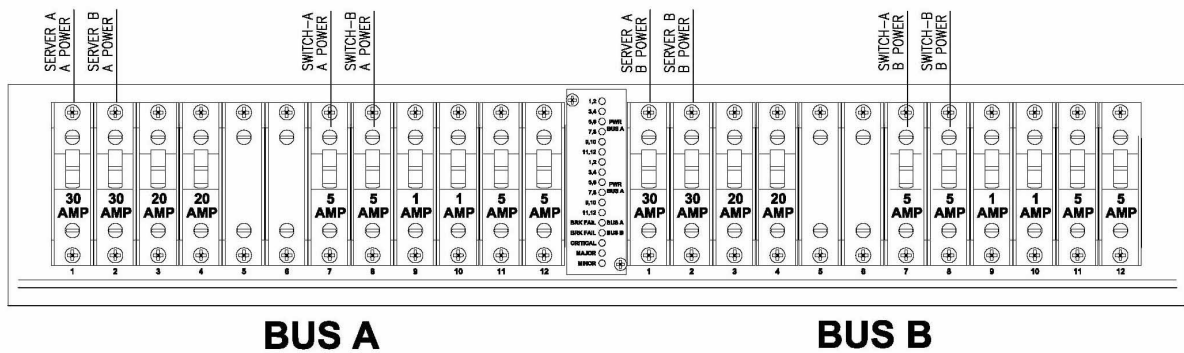 SERVER A
A POWER
SERVER B
A POWER
SWITCH-A
A POWER
SWITCH-B
A POWER
SERVER A
B POWER
SERVER B
B POWER
SWITCH-A
B POWER
SWITCH-B
B POWER
30 AMP
30 AMP
20 AMP
20 AMP
5 AMP
5 AMP
1 AMP
1 AMP
5 AMP
5 AMP
1 2 3 4 5 6 7 8 9 10 11 12
1,2
3,4
5,6 PWR
7,8 BUS A
9,10
11,12
1,2
3,4
5,6 PWR
7,8 BUS A
9,10
11,12
BRK FAIL BUS A
BRK FAIL BUS B
CRITICAL
MAJOR
MINOR
30 AMP
30 AMP
20 AMP
20 AMP
5 AMP
5 AMP
1 AMP
1 AMP
5 AMP
5 AMP
1 2 3 4 5 6 7 8 9 10 11 12
BUS A
BUS B